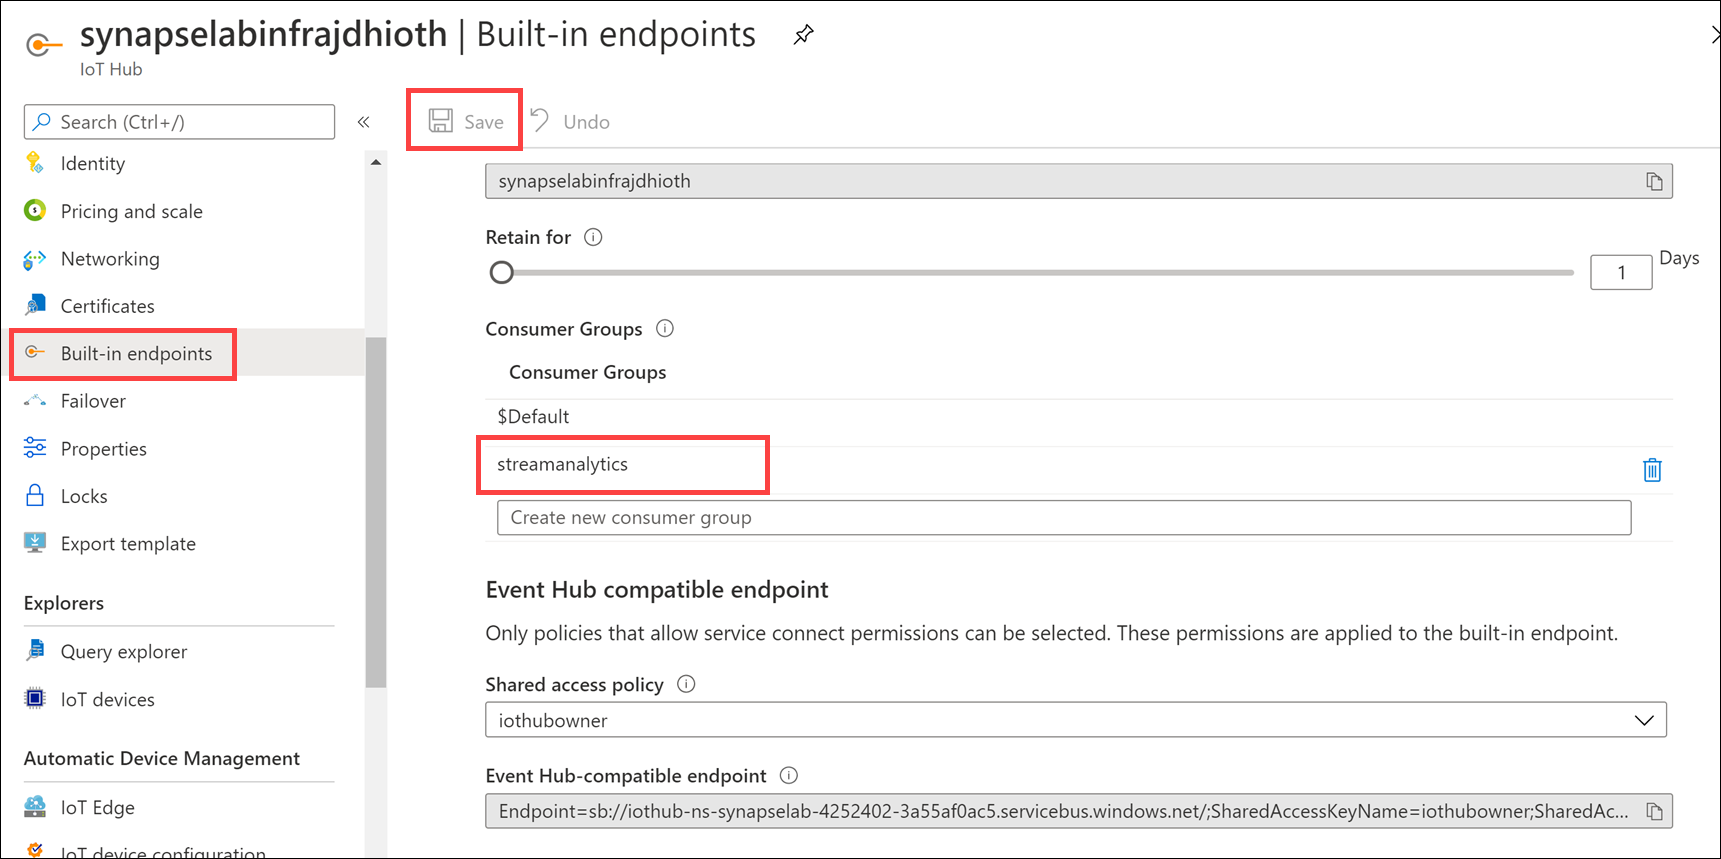 synapselabinfrajdhioth | Built-in endpoints
IoT Hub
Search (Ctrl+/)
«
Identity
Pricing and scale
Networking
Certificates
Built-in endpoints
Failover
Properties
Locks
Export template
Explorers
Query explorer
IoT devices
Automatic Device Management
IoT Edge
IoT device configuration
Save
Undo
synapselabinfrajdhioth
Retain for
1
Days
Consumer Groups
Consumer Groups
$Default
streamanalytics
Create new consumer group
Event Hub compatible endpoint
Only policies that allow service connect permissions can be selected. These permissions are applied to the built-in endpoint.
Shared access policy
iothubowner
Event Hub-compatible endpoint
Endpoint=sb://iothub-ns-synapselab-4252402-3a55af0ac5.servicebus.windows.net/;SharedAccessKeyName=iothubowner;SharedAc...